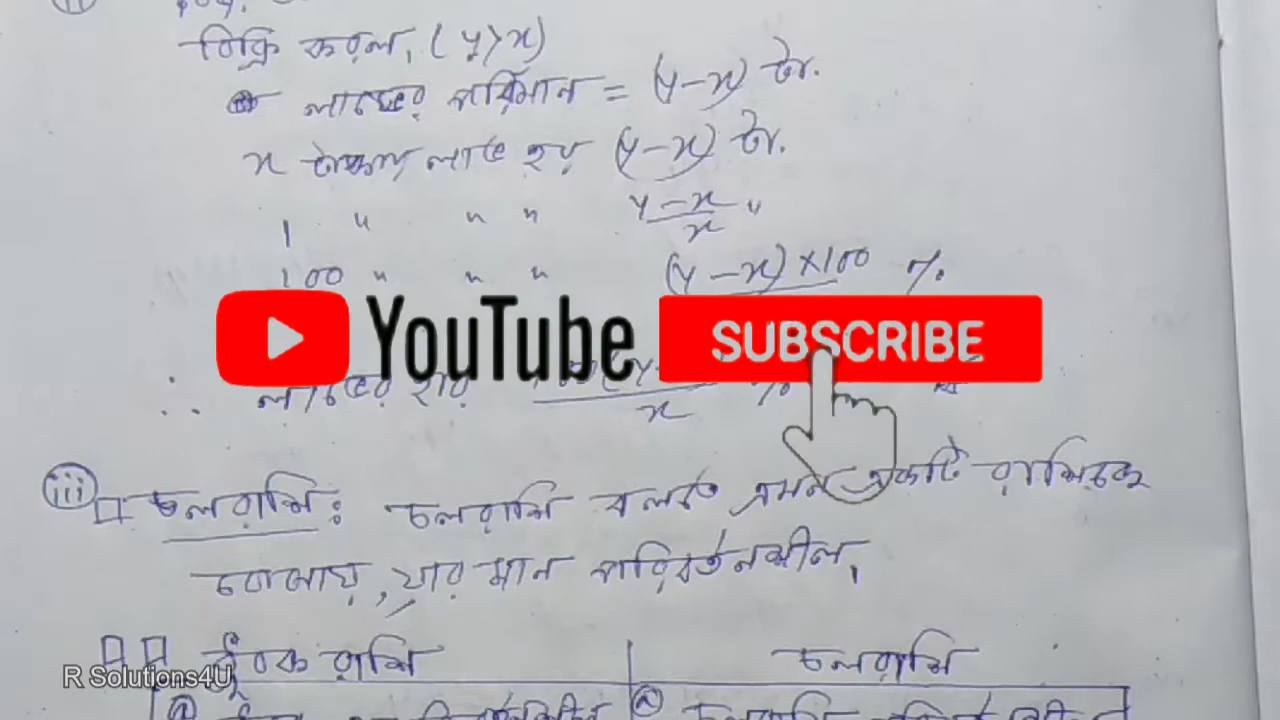 (ii)
বিক্রি করল, (y>x)
লাভের পরিমান = (y-x) টা.
x টাকায় লাভ হয় (y-x) টা.
1 " " " y-x/x "
100 " " " (y-x)×100 %
YouTube SUBSCRIBE
∴ লাভের হার x %
(iii) চলরাশি: চলরাশি বলতে এমন একটি রাশিকে
বোঝায়, যার মান পরিবর্তনশীল,
ধ্রুবক রাশি চলরাশি
R Solutions4U